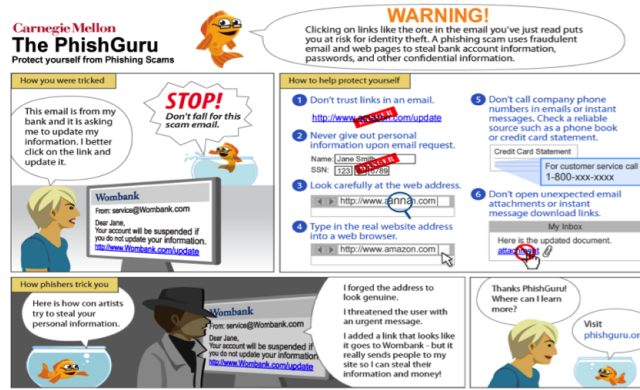 Carnegie Mellon
The PhishGuru
Protect yourself from Phishing Scams
WARNING!
Clicking on links like the one in the email you've just read puts
you at risk for identity theft. A phishing scam uses fraudulent
email and web pages to steal bank account information,
passwords, and other confidential information.
How you were tricked
This email is from my
bank and it is asking
me to update my
information. I better
click on the link and
update it.
STOP!
Don't fall for this
scam email.
Wombank
From: service@Wombank.com
Dear Jane,
Your account will be suspended if
you do not update your information.
http://www.Wombank.com/update
How to help protect yourself
1 Don't trust links in an email.
http://www.amazon.com/update
DANGER
2 Never give out personal
information upon email request.
Name: Jane Smith
SSN: 123 6789
DANGER
3 Look carefully at the web address.
http://www.annn.com
4 Type in the real website address
into a web browser.
http://www.amazon.com
5 Don't call company phone
numbers in emails or instant
messages. Check a reliable
source such as a phone book
or credit card statement.
Credit Card Statement
For customer service call
1-800-xxx-xxxx
6 Don't open unexpected email
attachments or instant
message download links.
My Inbox
Here is the updated document.
attachment
How phishers trick you
Here is how con artists
try to steal your
personal information.
Wombank
From: service@Wombank.com
Dear Jane,
Your account will be suspended if
you do not update your information
http://www.Wombank.com/update
I forged the address to
look genuine.
I threatened the user with
an urgent message.
I added a link that looks like
it goes to Wombank - but it
really sends people to my
site so I can steal their
information and money!
Thanks PhishGuru!
Where can I learn
more?
Visit
phishguru.or